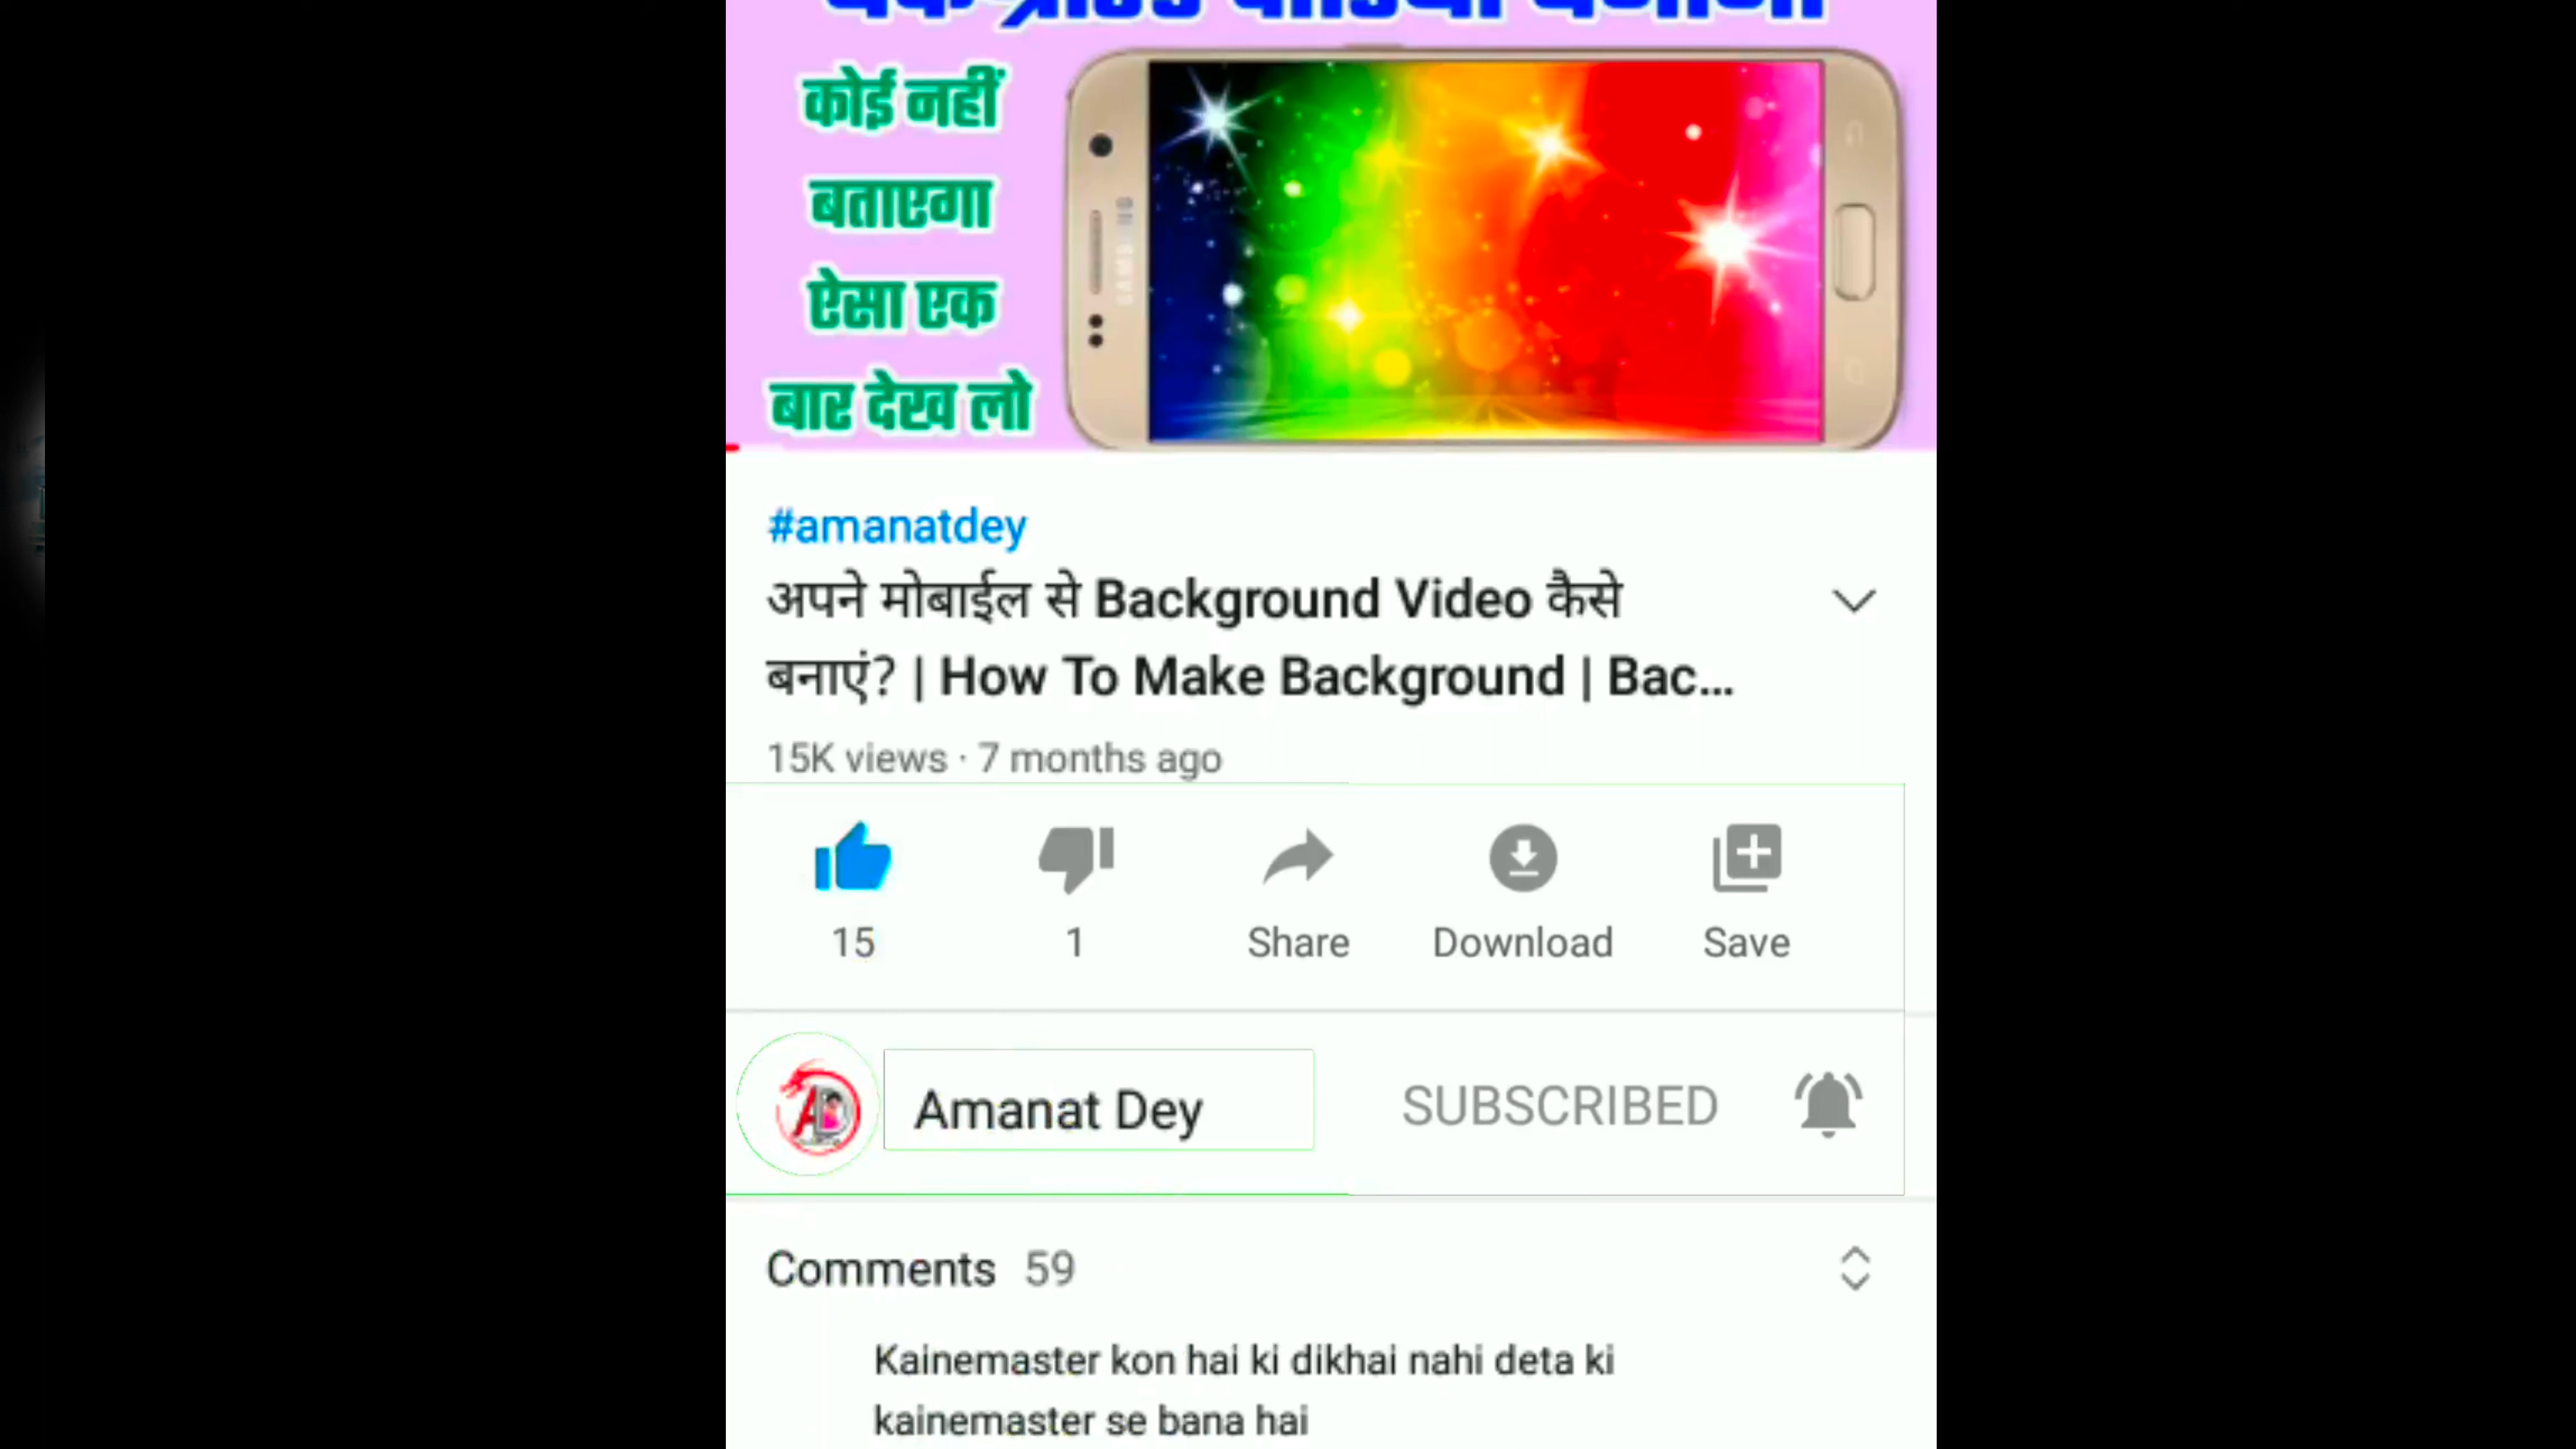 कोई नहीं
बताएगा
ऐसा एक
बार देख लो
SAMSUNG
#amanatdey
अपने मोबाईल से Background Video कैसे
बनाएं? | How To Make Background | Bac...
15K views · 7 months ago
15
1
Share
Download
Save
AD
Amanat Dey
SUBSCRIBED
Comments 59
Kainemaster kon hai ki dikhai nahi deta ki
kainemaster se bana hai